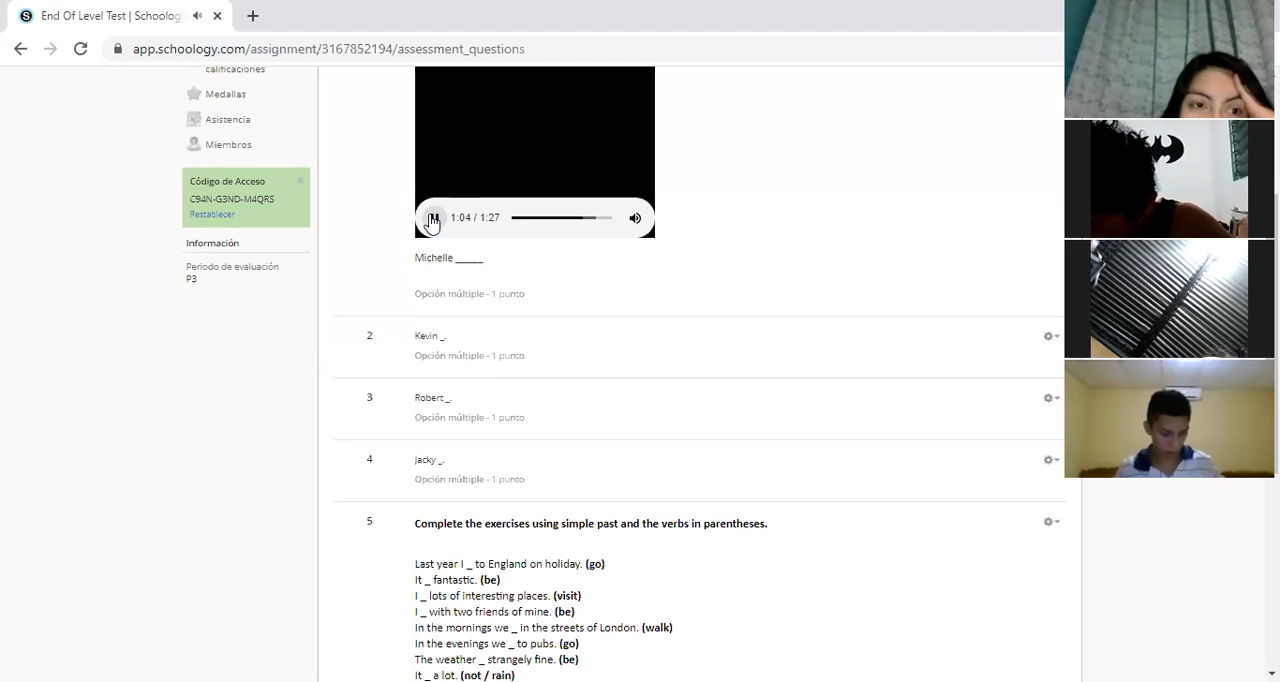 End Of Level Test | Schoolog
app.schoology.com/assignment/3167852194/assessment_questions
calificaciones
Medallas
Asistencia
Miembros
Código de Acceso
C94N-G3ND-M4QRS
Restablecer
Información
Periodo de evaluación
P3
1:04 / 1:27
Michelle _____
Opción múltiple - 1 punto
2 Kevin _.
Opción múltiple - 1 punto
3 Robert _.
Opción múltiple - 1 punto
4 Jacky _.
Opción múltiple - 1 punto
5 Complete the exercises using simple past and the verbs in parentheses.
Last year I _ to England on holiday. (go)
It _ fantastic. (be)
I _ lots of interesting places. (visit)
I _ with two friends of mine. (be)
In the mornings we _ in the streets of London. (walk)
In the evenings we _ to pubs. (go)
The weather _ strangely fine. (be)
It _ a lot. (not / rain)